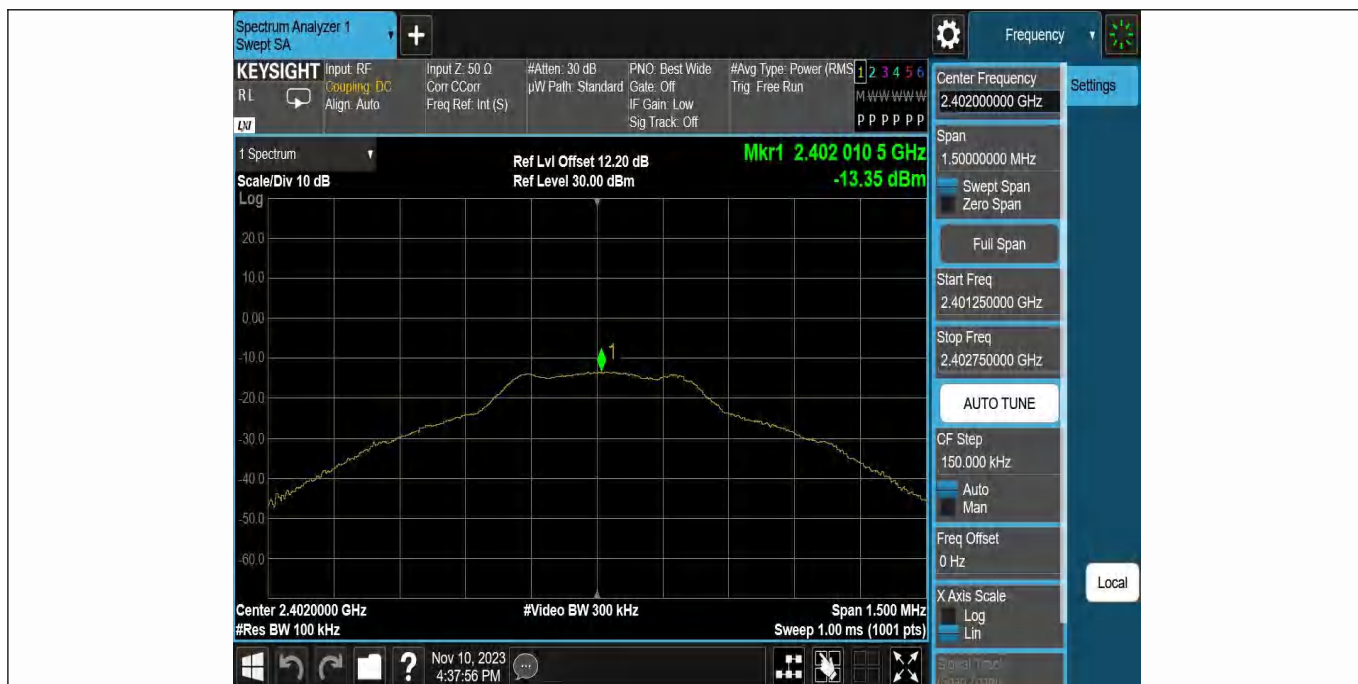 Spectrum Analyzer 1
Swept SA
+
Frequency
KEYSIGHT
R L
LXI
Input: RF
Coupling: DC
Align: Auto
Input Z: 50 Ω
Corr CCorr
Freq Ref: Int (S)
#Atten: 30 dB
µW Path: Standard
PNO: Best Wide
Gate: Off
IF Gain: Low
Sig Track: Off
#Avg Type: Power (RMS
Trig: Free Run
1 2 3 4 5 6
M W W W W W
P P P P P P
Center Frequency
2.402000000 GHz
Settings
Span
1.50000000 MHz
Swept Span
Zero Span
Full Span
Start Freq
2.401250000 GHz
Stop Freq
2.402750000 GHz
AUTO TUNE
CF Step
150.000 kHz
Auto
Man
Freq Offset
0 Hz
X Axis Scale
Log
Lin
Local
1 Spectrum
Scale/Div 10 dB
Log
Ref Lvl Offset 12.20 dB
Ref Level 30.00 dBm
Mkr1 2.402 010 5 GHz
-13.35 dBm
20.0
10.0
0.00
-10.0
-20.0
-30.0
-40.0
-50.0
-60.0
1
Center 2.4020000 GHz
#Res BW 100 kHz
#Video BW 300 kHz
Span 1.500 MHz
Sweep 1.00 ms (1001 pts)
?
Nov 10, 2023
4:37:56 PM